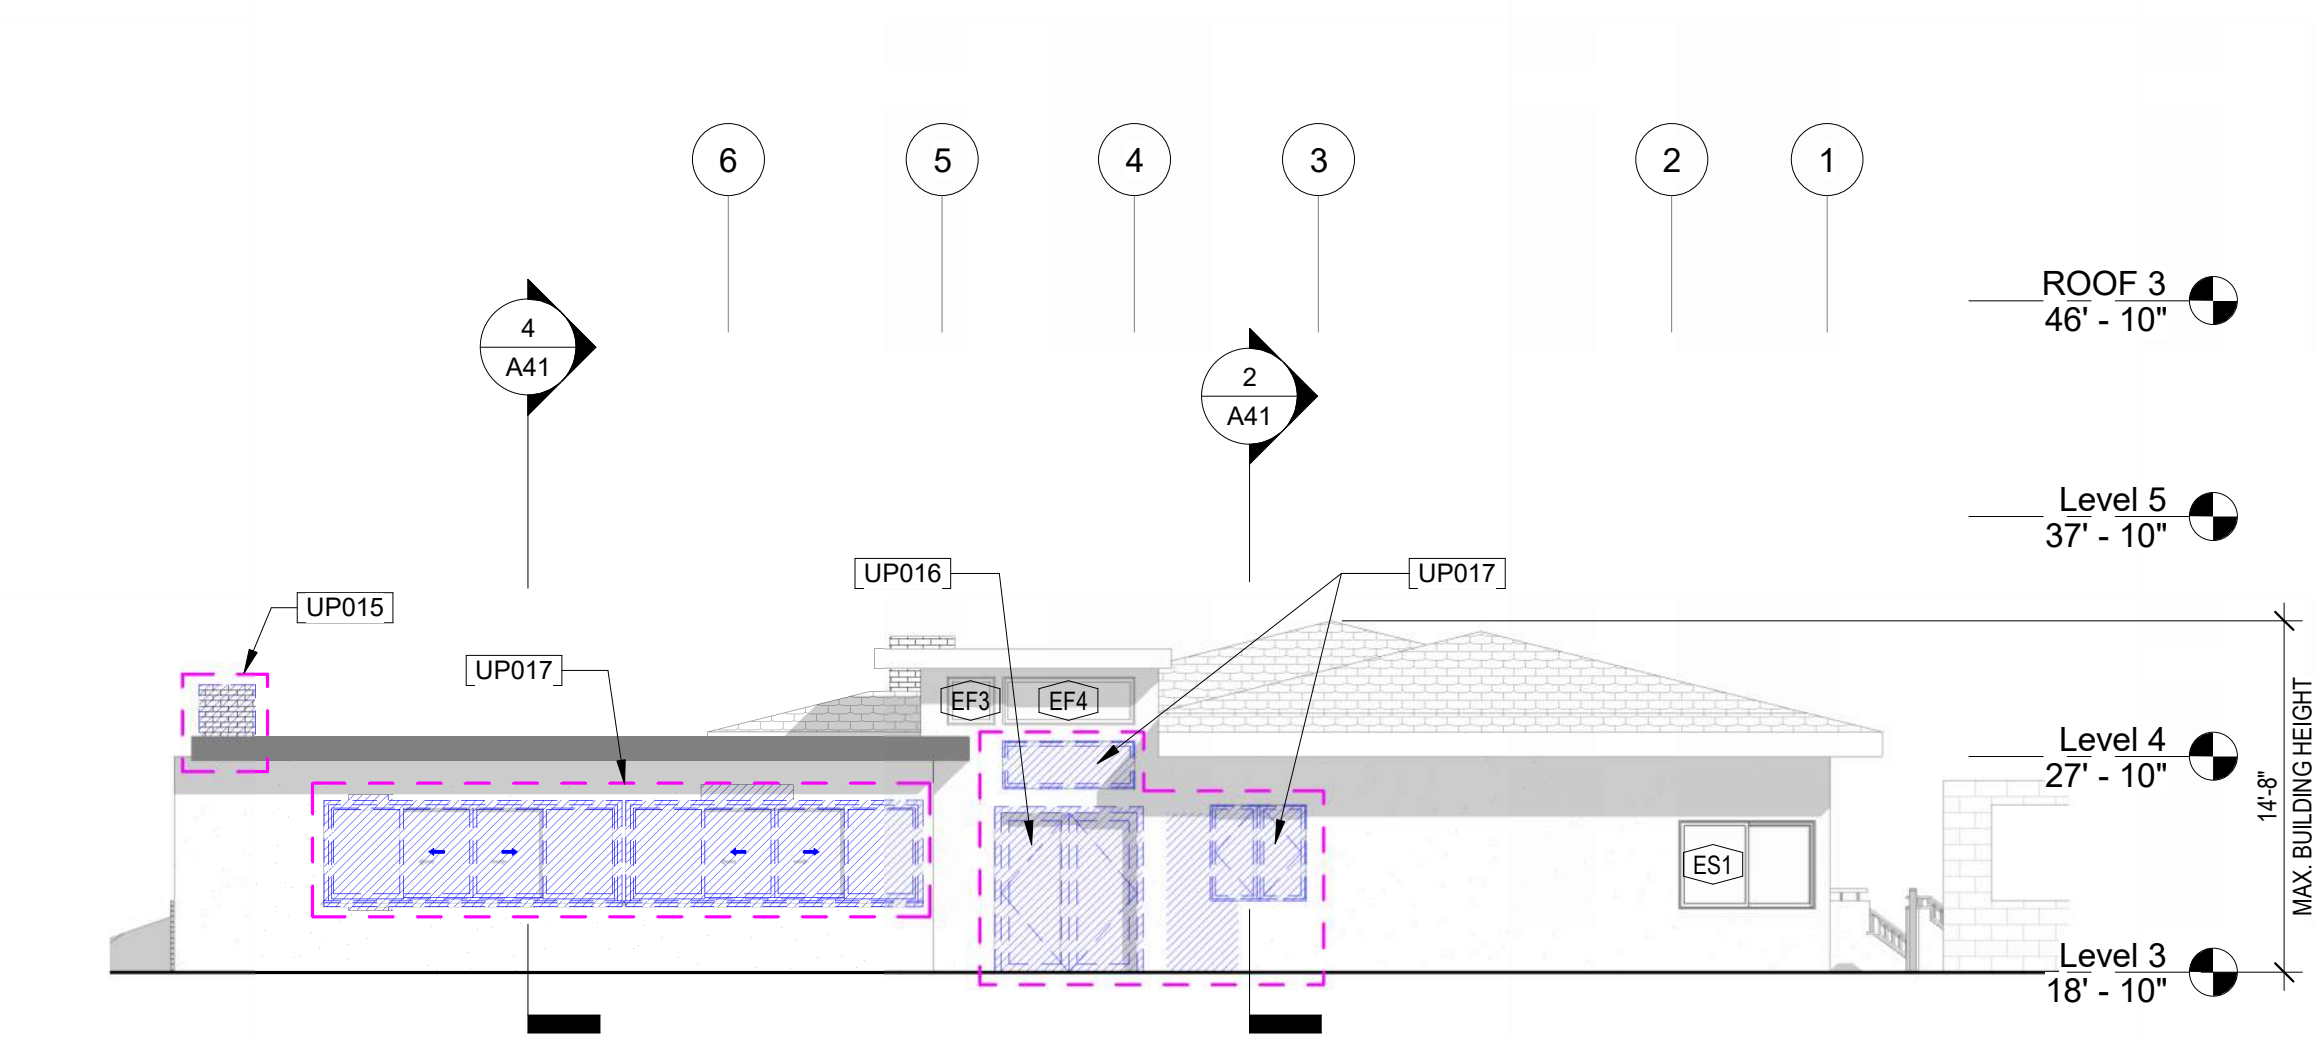 6
5
4
3
2
1
ROOF 3
46' - 10"
4
A41
2
A41
Level 5
37' - 10"
UP016
UP017
UP015
UP017
EF3
EF4
Level 4
27' - 10"
14'-8"
MAX. BUILDING HEIGHT
ES1
Level 3
18' - 10"